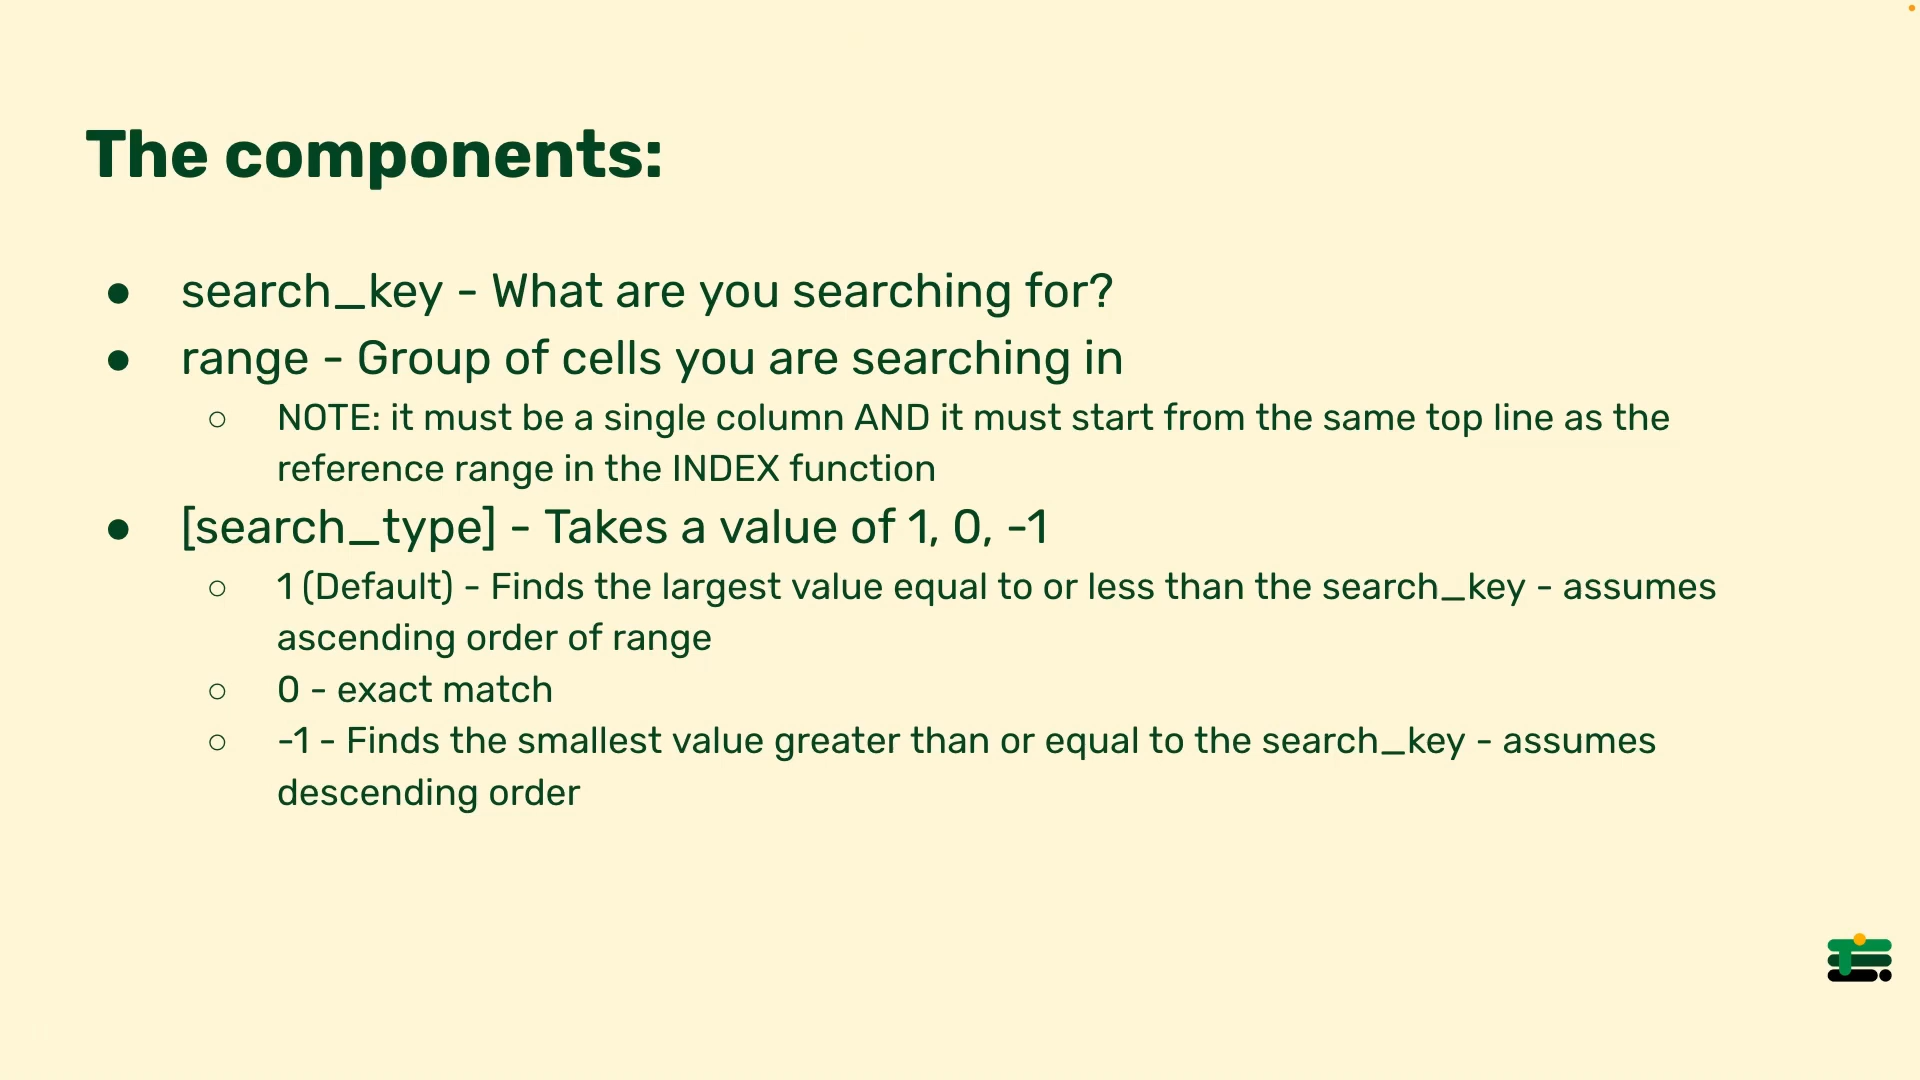 The components:
● search_key - What are you searching for?
● range - Group of cells you are searching in
○ NOTE: it must be a single column AND it must start from the same top line as the
reference range in the INDEX function
● [search_type] - Takes a value of 1, 0, -1
○ 1 (Default) - Finds the largest value equal to or less than the search_key - assumes
ascending order of range
○ 0 - exact match
○ -1 - Finds the smallest value greater than or equal to the search_key - assumes
descending order